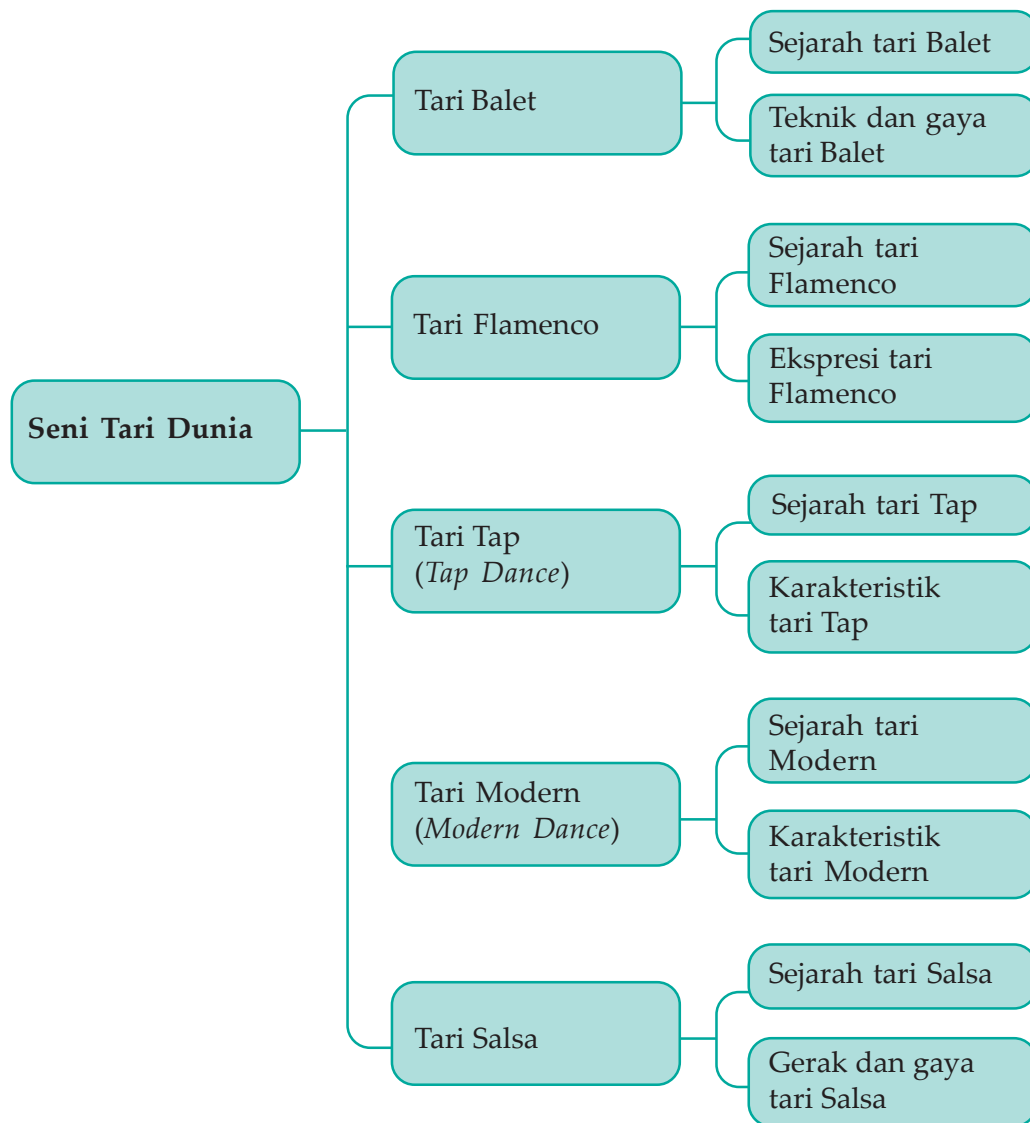 Seni Tari Dunia
Tari Balet
Sejarah tari Balet
Teknik dan gaya
tari Balet
Tari Flamenco
Sejarah tari
Flamenco
Ekspresi tari
Flamenco
Tari Tap
(Tap Dance)
Sejarah tari Tap
Karakteristik
tari Tap
Tari Modern
(Modern Dance)
Sejarah tari
Modern
Karakteristik
tari Modern
Tari Salsa
Sejarah tari Salsa
Gerak dan gaya
tari Salsa